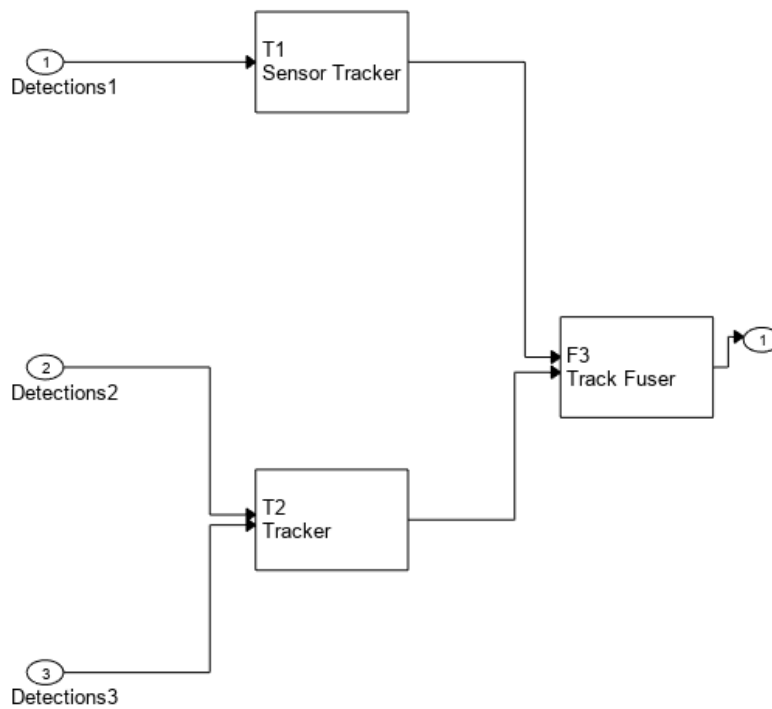 1
Detections1
T1
Sensor Tracker
2
Detections2
F3
Track Fuser
1
T2
Tracker
3
Detections3